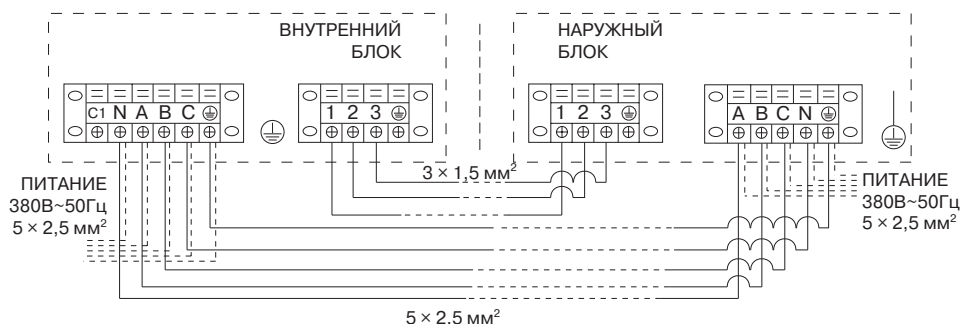 ВНУТРЕННИЙ
БЛОК
НАРУЖНЫЙ
БЛОК
C1 N A B C
1 2 3
1 2 3
A B C N
3 × 1,5 мм²
ПИТАНИЕ
380В~50Гц
5 × 2,5 мм²
ПИТАНИЕ
380В~50Гц
5 × 2,5 мм²
5 × 2,5 мм²